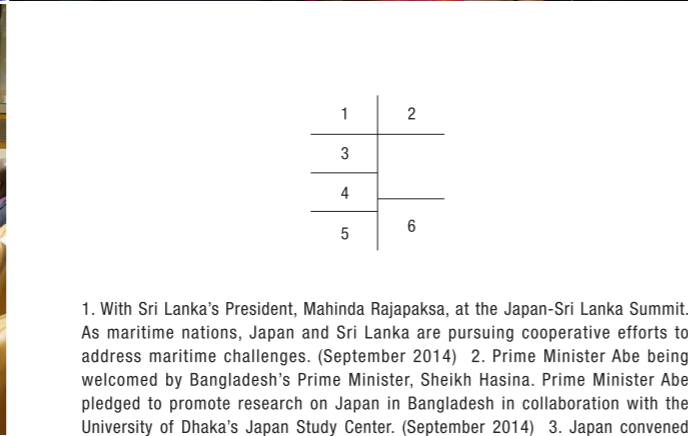 1 2
3
4
5 6
1. With Sri Lanka's President, Mahinda Rajapaksa, at the Japan-Sri Lanka Summit.
As maritime nations, Japan and Sri Lanka are pursuing cooperative efforts to
address maritime challenges. (September 2014) 2. Prime Minister Abe being
welcomed by Bangladesh's Prime Minister, Sheikh Hasina. Prime Minister Abe
pledged to promote research on Japan in Bangladesh in collaboration with the
University of Dhaka's Japan Study Center. (September 2014) 3. Japan convened